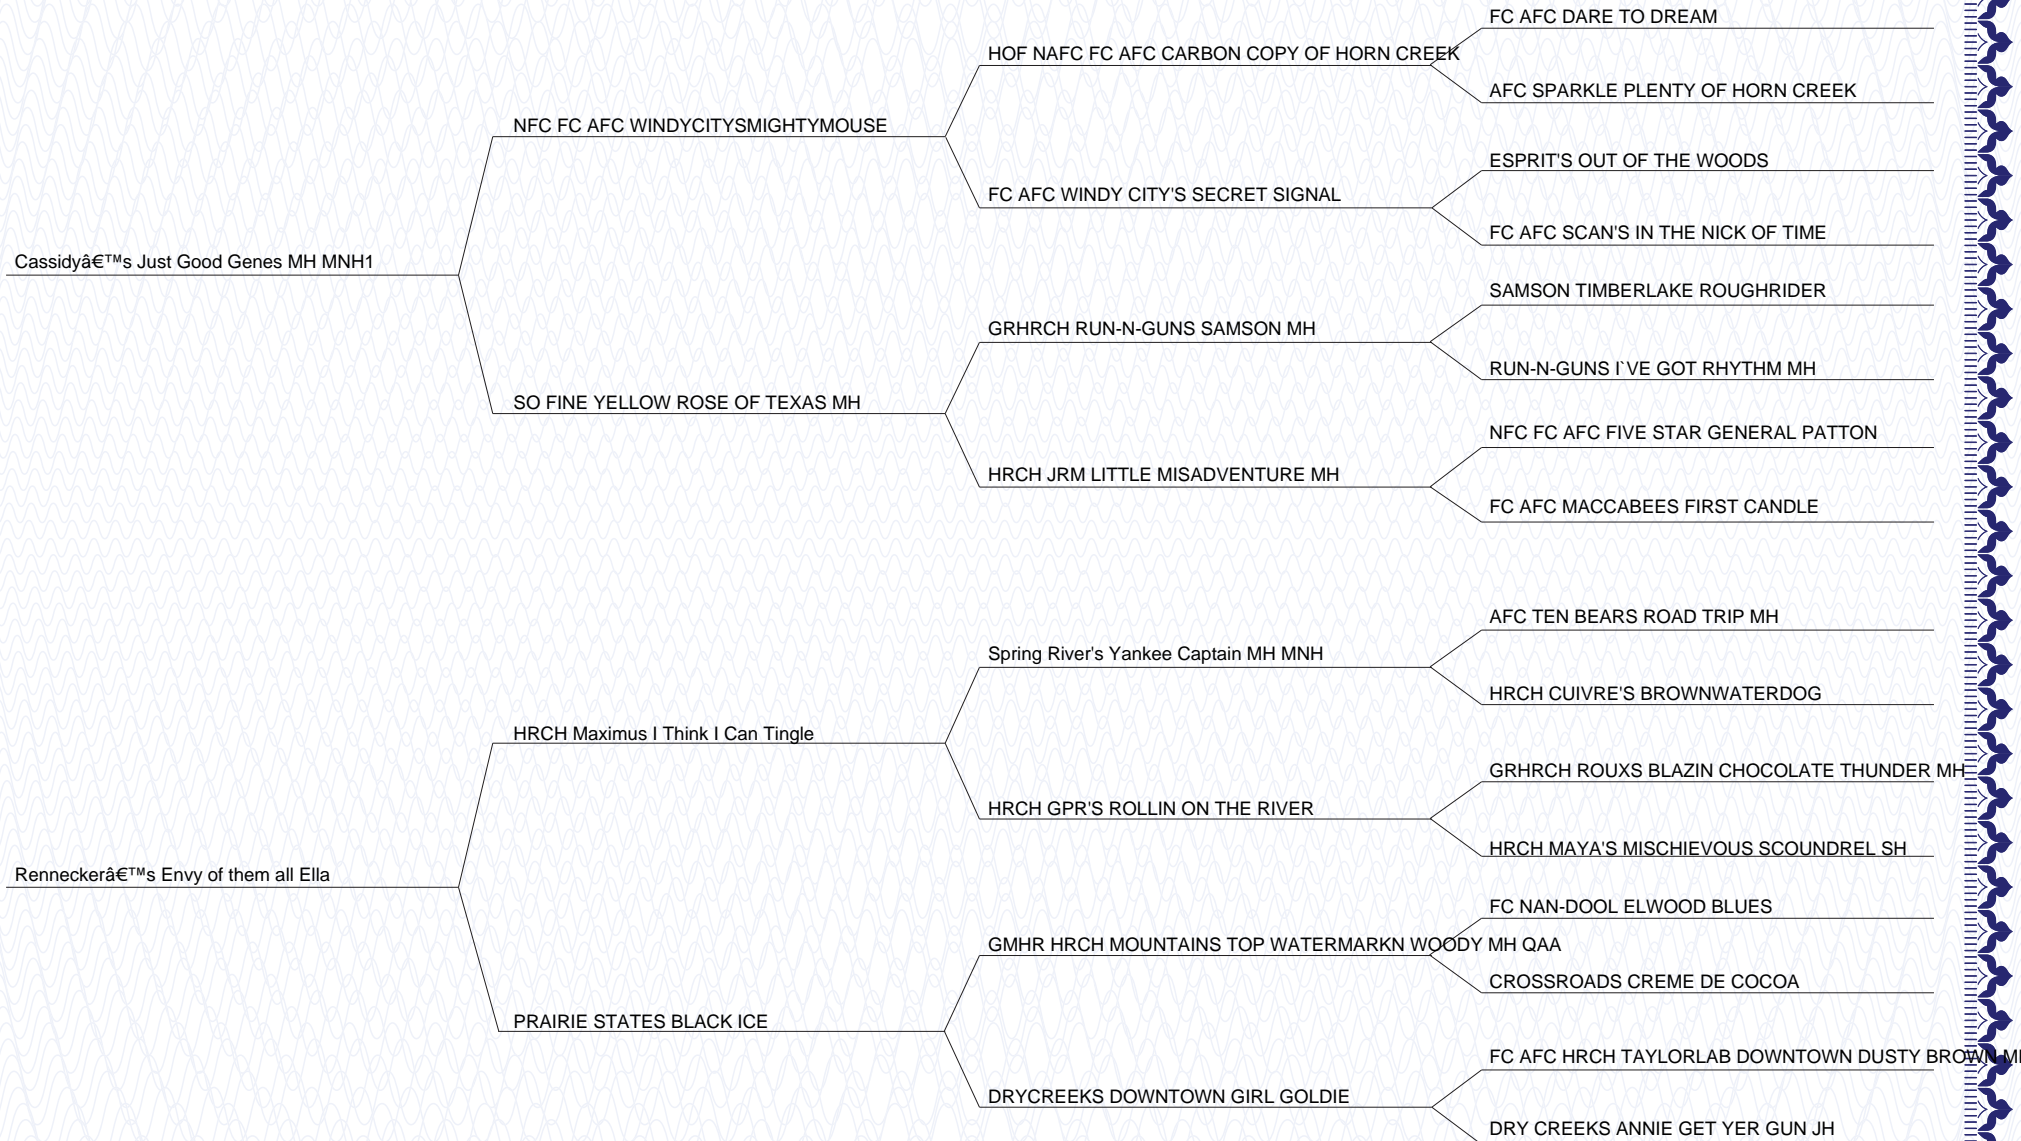 FC AFC DARE TO DREAM
HOF NAFC FC AFC CARBON COPY OF HORN CREEK
AFC SPARKLE PLENTY OF HORN CREEK
NFC FC AFC WINDYCITYSMIGHTYMOUSE
ESPRIT'S OUT OF THE WOODS
FC AFC WINDY CITY'S SECRET SIGNAL
FC AFC SCAN'S IN THE NICK OF TIME
Cassidyâ€™s Just Good Genes MH MNH1
SAMSON TIMBERLAKE ROUGHRIDER
GRHRCH RUN-N-GUNS SAMSON MH
RUN-N-GUNS I`VE GOT RHYTHM MH
SO FINE YELLOW ROSE OF TEXAS MH
NFC FC AFC FIVE STAR GENERAL PATTON
HRCH JRM LITTLE MISADVENTURE MH
FC AFC MACCABEES FIRST CANDLE
AFC TEN BEARS ROAD TRIP MH
Spring River's Yankee Captain MH MNH
HRCH CUIVRE'S BROWNWATERDOG
HRCH Maximus I Think I Can Tingle
GRHRCH ROUXS BLAZIN CHOCOLATE THUNDER MH
HRCH GPR'S ROLLIN ON THE RIVER
HRCH MAYA'S MISCHIEVOUS SCOUNDREL SH
Renneckerâ€™s Envy of them all Ella
FC NAN-DOOL ELWOOD BLUES
GMHR HRCH MOUNTAINS TOP WATERMARKN WOODY MH QAA
CROSSROADS CREME DE COCOA
PRAIRIE STATES BLACK ICE
FC AFC HRCH TAYLORLAB DOWNTOWN DUSTY BROWN
DRYCREEKS DOWNTOWN GIRL GOLDIE
DRY CREEKS ANNIE GET YER GUN JH